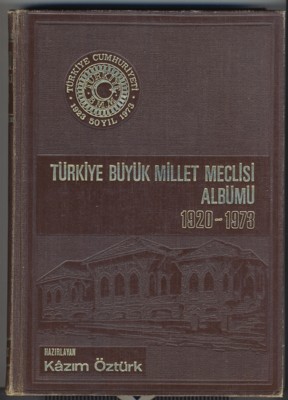 TÜRKİYE CUMHURİYETİ
1923 50 YIL 1973
TÜRKİYE BÜYÜK MİLLET MECLİSİ
ALBÜMÜ
1920-1973
HAZIRLAYAN
Kâzım Öztürk